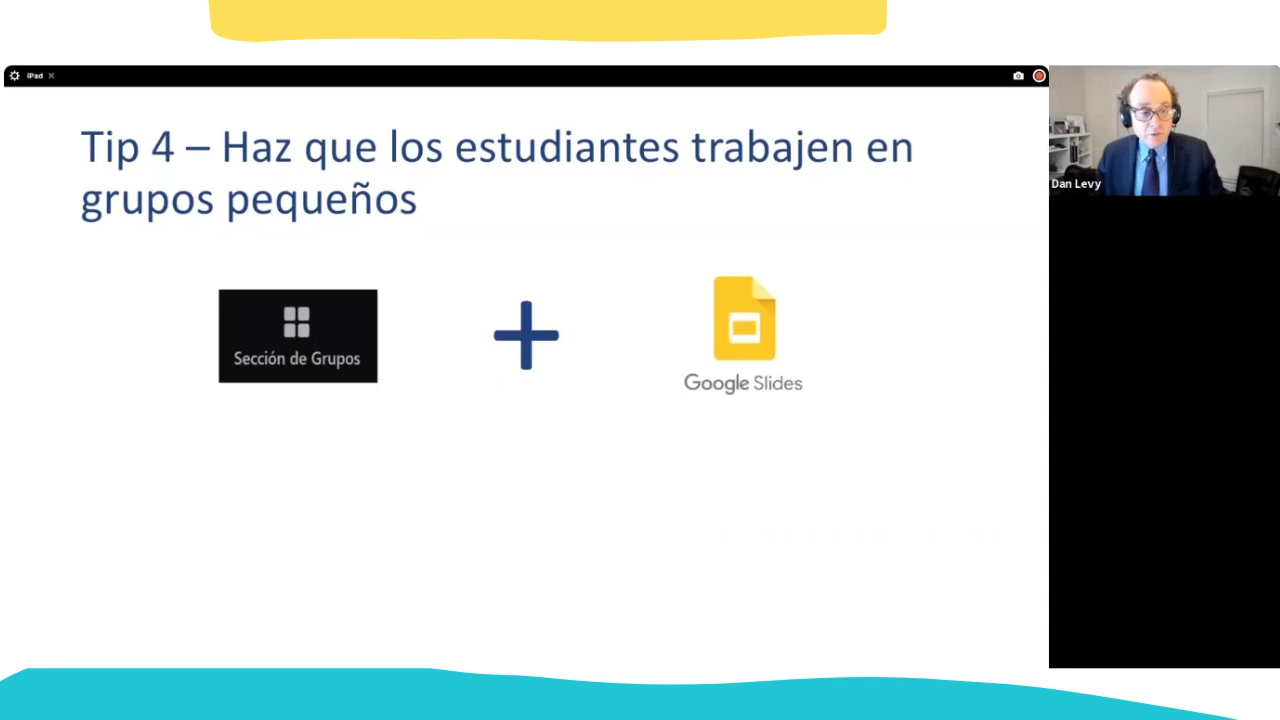 iPad
Tip 4 – Haz que los estudiantes trabajen en
grupos pequeños
Sección de Grupos
Google Slides
Dan Levy